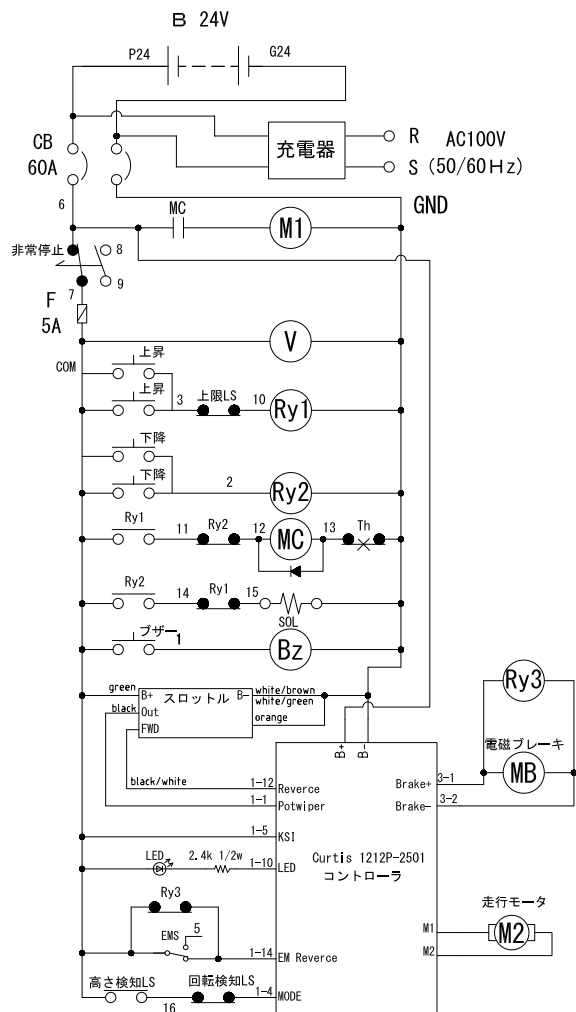 B 24V
P24 G24
CB
60A
充電器
R AC100V
S (50/60Hz)
6
MC
M1
GND
非常停止
8
9
7
F
5A
V
COM
上昇
上昇
3
上限LS
10
Ry1
下降
下降
2
Ry2
Ry1
11
Ry2
12
MC
13
Th
Ry2
14
Ry1
15
SOL
ブザー
1
Bz
green
B+ スロットル B-
white/brown
white/green
black
Out
orange
FWD
black/white
B+
B-
Ry3
電磁ブレーキ
MB
1-12 Reverce
Brake+ 3-1
1-1 Potwiper
Brake- 3-2
1-5 KSI
LED
2.4k 1/2w
1-10 LED
Curtis 1212P-2501
コントローラ
Ry3
EMS
5
1-14 EM Reverce
走行モータ
M1
M2
M2
高さ検知LS
16
回転検知LS
1-4 MODE